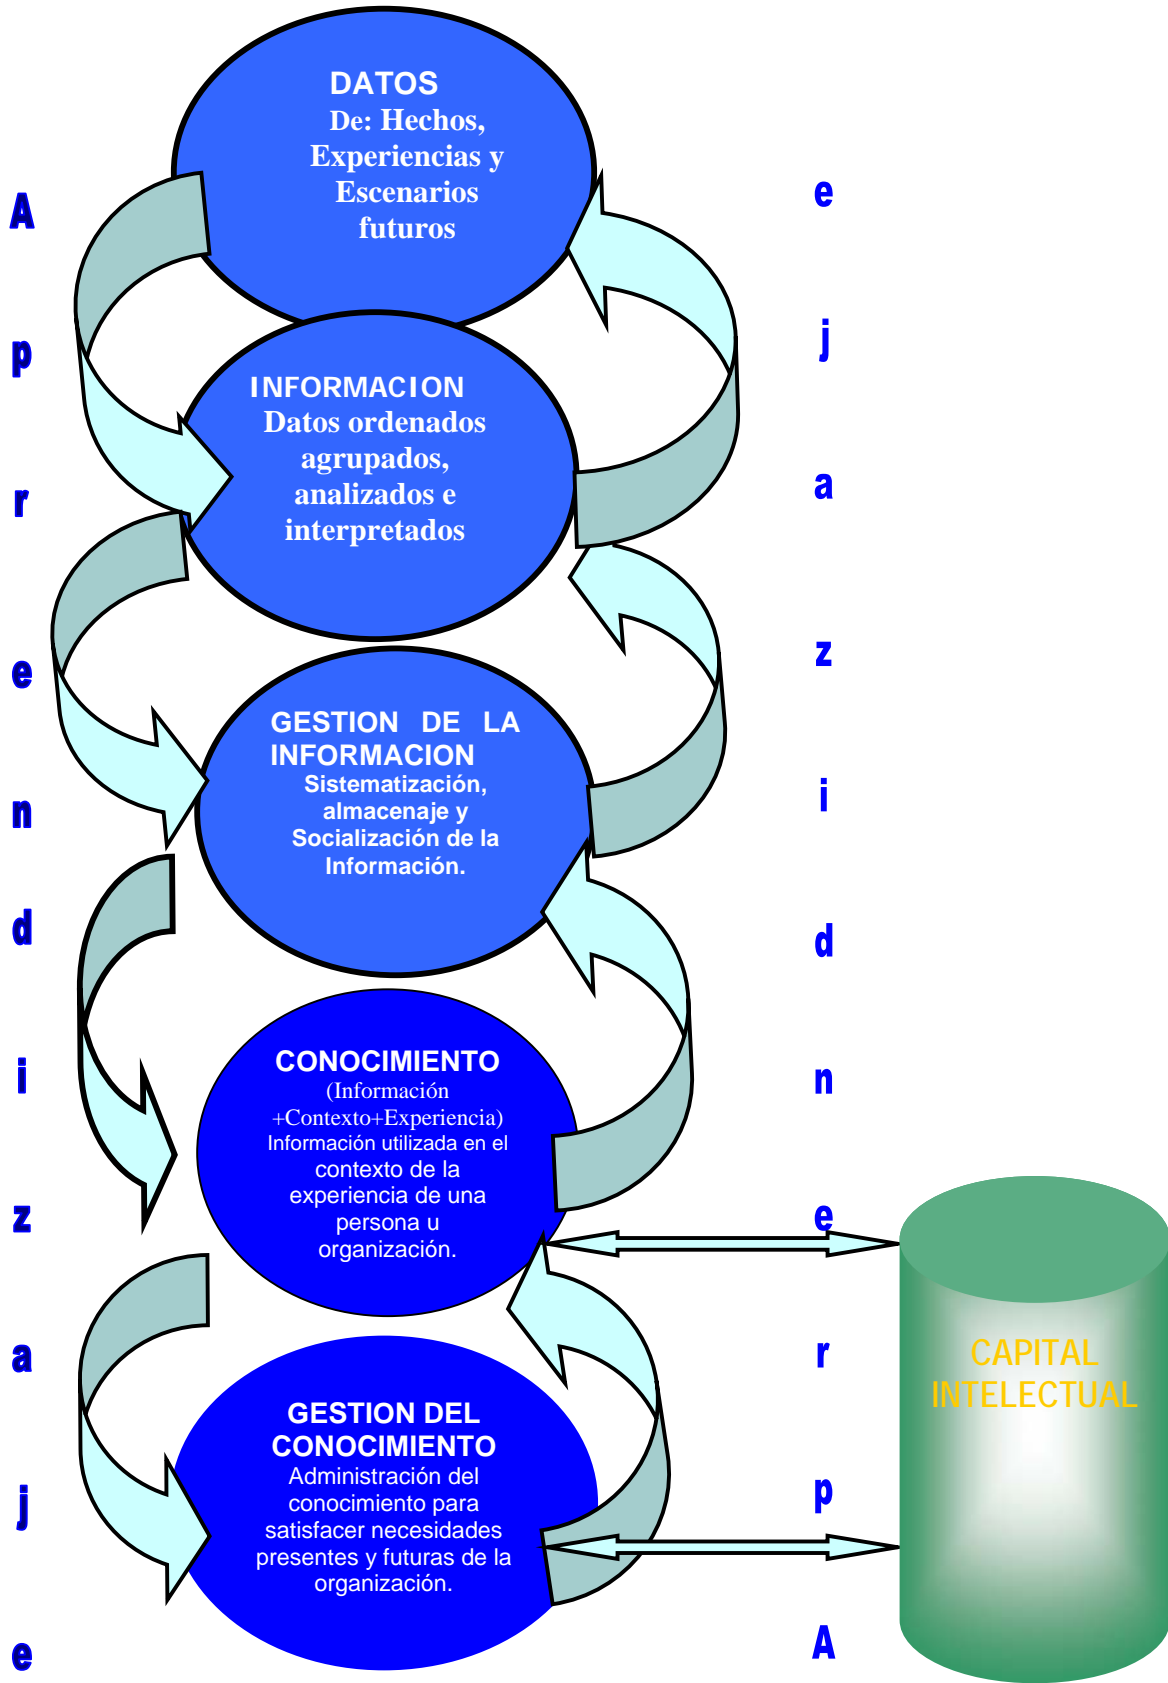 DATOS
De: Hechos,
Experiencias y
Escenarios
futuros
INFORMACION
Datos ordenados
agrupados,
analizados e
interpretados
GESTION DE LA
INFORMACION
Sistematización,
almacenaje y
Socialización de la
Información.
CONOCIMIENTO
(Información
+Contexto+Experiencia)
Información utilizada en el
contexto de la
experiencia de una
persona u
organización.
GESTION DEL
CONOCIMIENTO
Administración del
conocimiento para
satisfacer necesidades
presentes y futuras de la
organización.
A
p
r
e
n
d
i
z
a
j
e
e
j
a
z
i
d
n
e
r
p
A
CAPITAL
INTELECTUAL